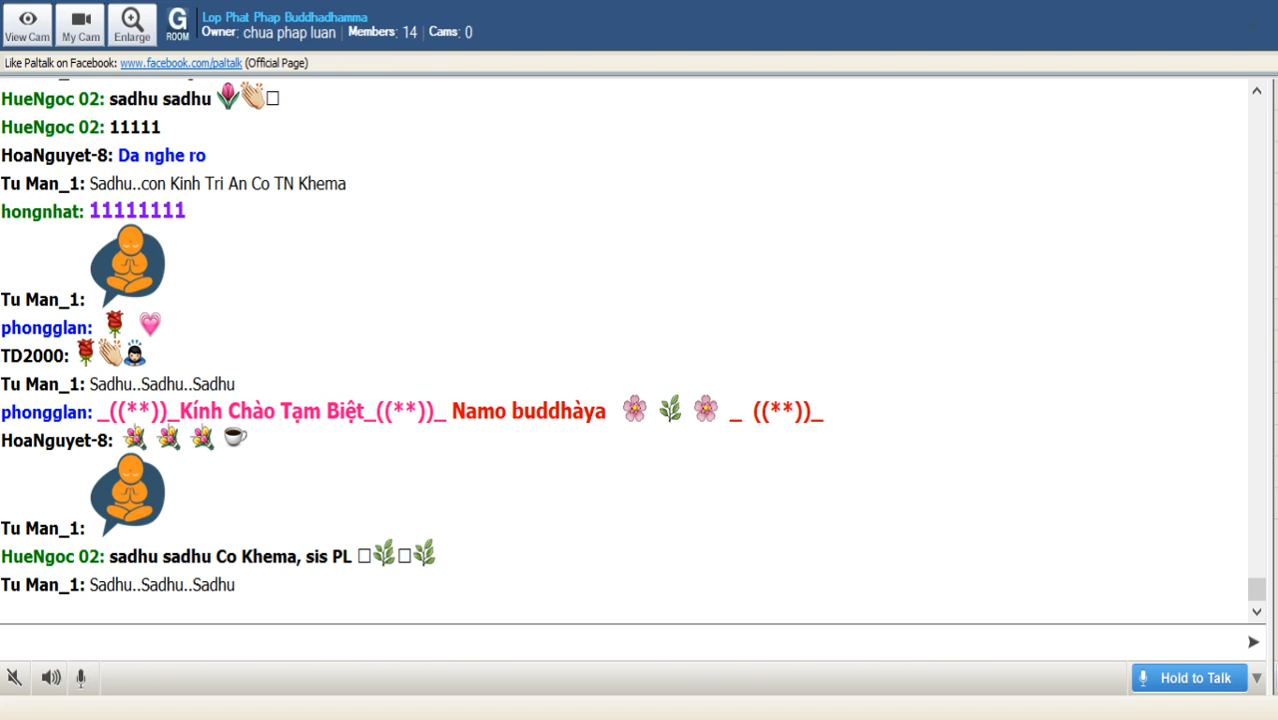 View Cam
My Cam
Enlarge
G
ROOM
Lop Phat Phap Buddhadhamma
Owner: chua phap luan | Members: 14 | Cams: 0
Like Paltalk on Facebook: www.facebook.com/paltalk (Official Page)
HueNgoc 02: sadhu sadhu 🌷👏□
HueNgoc 02: 11111
HoaNguyet-8: Da nghe ro
Tu Man_1: Sadhu..con Kinh Tri An Co TN Khema
hongnhat: 11111111
Tu Man_1:
phongglan: 🌹 💗
TD2000: 🌹👏🙇
Tu Man_1: Sadhu..Sadhu..Sadhu
phongglan: _((**))_Kính Chào Tạm Biệt_((**))_ Namo buddhàya 🌸 🌿 🌸 _ ((**))_
HoaNguyet-8: 💐 💐 💐 ☕
Tu Man_1:
HueNgoc 02: sadhu sadhu Co Khema, sis PL □🌿□🌿
Tu Man_1: Sadhu..Sadhu..Sadhu
Hold to Talk